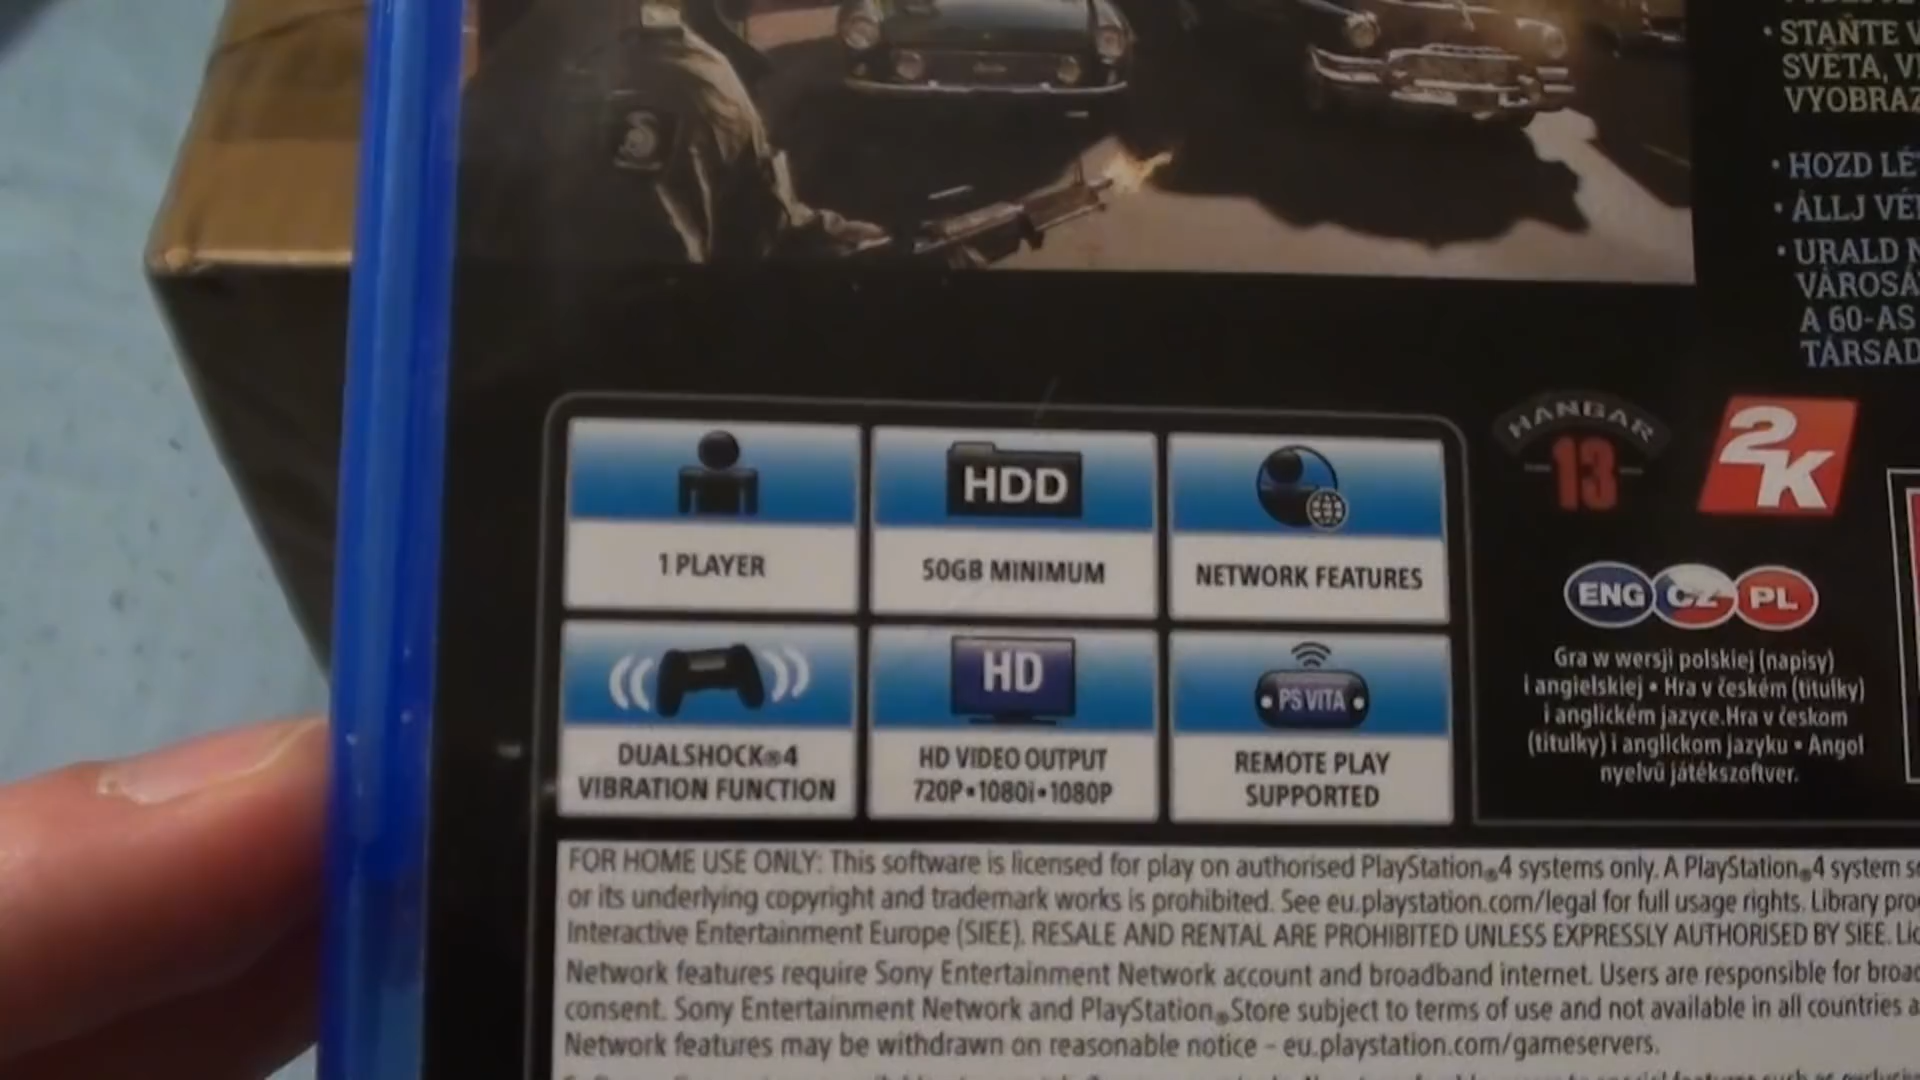 • STAŇTE
SVĚTA,
VYOBRAZ
• HOZD
• ÁLLJ
• URALD
VÁROSÁ
A 60-AS
TÁRSAD
HANGAR
13
2K
HDD
1 PLAYER
50GB MINIMUM
NETWORK FEATURES
ENG CZ PL
HD
PS VITA
DUALSHOCK®4
VIBRATION FUNCTION
HD VIDEO OUTPUT
720P•1080i•1080P
REMOTE PLAY
SUPPORTED
Gra w wersji polskiej (napisy)
i angielskiej • Hra v českém (titulky)
i anglickém jazyce.Hra v českom
(titulky) i anglickom jazyku • Angol
nyelvű játékszoftver.
FOR HOME USE ONLY: This software is licensed for play on authorised PlayStation®4 systems only. A PlayStation®4 system
or its underlying copyright and trademark works is prohibited. See eu.playstation.com/legal for full usage rights. Library
Interactive Entertainment Europe (SIEE). RESALE AND RENTAL ARE PROHIBITED UNLESS EXPRESSLY AUTHORISED BY SIEE.
Network features require Sony Entertainment Network account and broadband internet. Users are responsible for
consent. Sony Entertainment Network and PlayStation®Store subject to terms of use and not available in all countries
Network features may be withdrawn on reasonable notice – eu.playstation.com/gameservers.